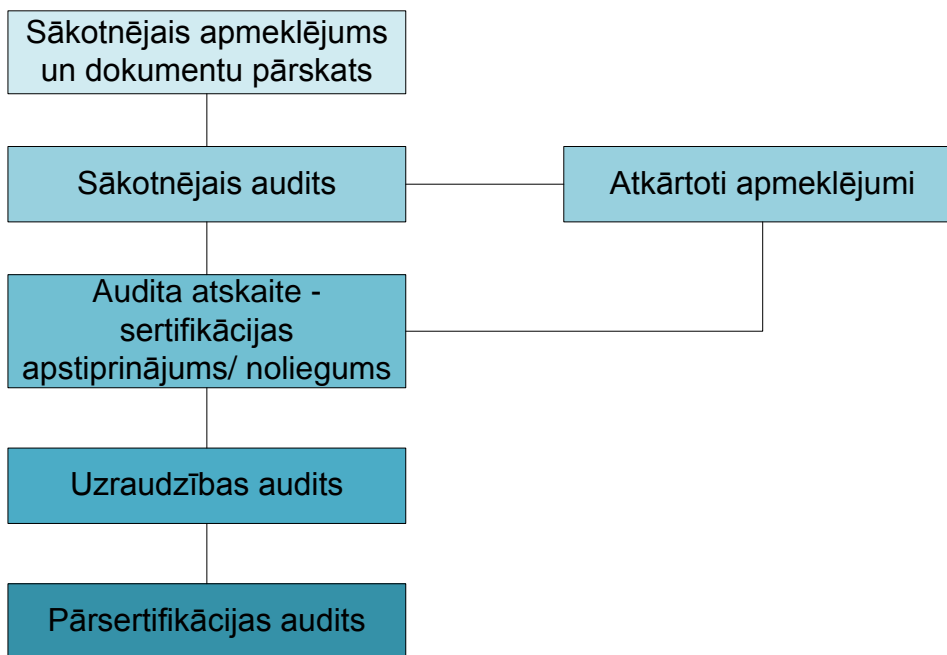 Sākotnējais apmeklējums
un dokumentu pārskats
Sākotnējais audits
Atkārtoti apmeklējumi
Audita atskaite -
sertifikācijas
apstiprinājums/ noliegums
Uzraudzības audits
Pārsertifikācijas audits